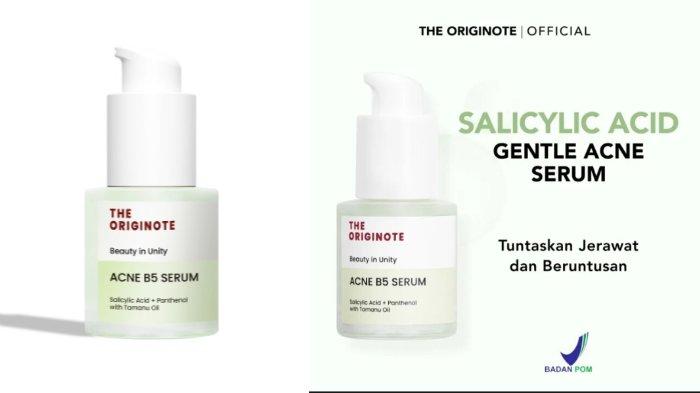 THE
ORIGINOTE
Beauty in Unity
ACNE B5 SERUM
Salicylic Acid + Panthenol
with Tamanu Oil
THE ORIGINOTE | OFFICIAL
SALICYLIC ACID
GENTLE ACNE
SERUM
Tuntaskan Jerawat
dan Beruntusan
THE
ORIGINOTE
Beauty in Unity
ACNE B5 SERUM
Salicylic Acid + Panthenol
with Tamanu Oil
BADAN POM